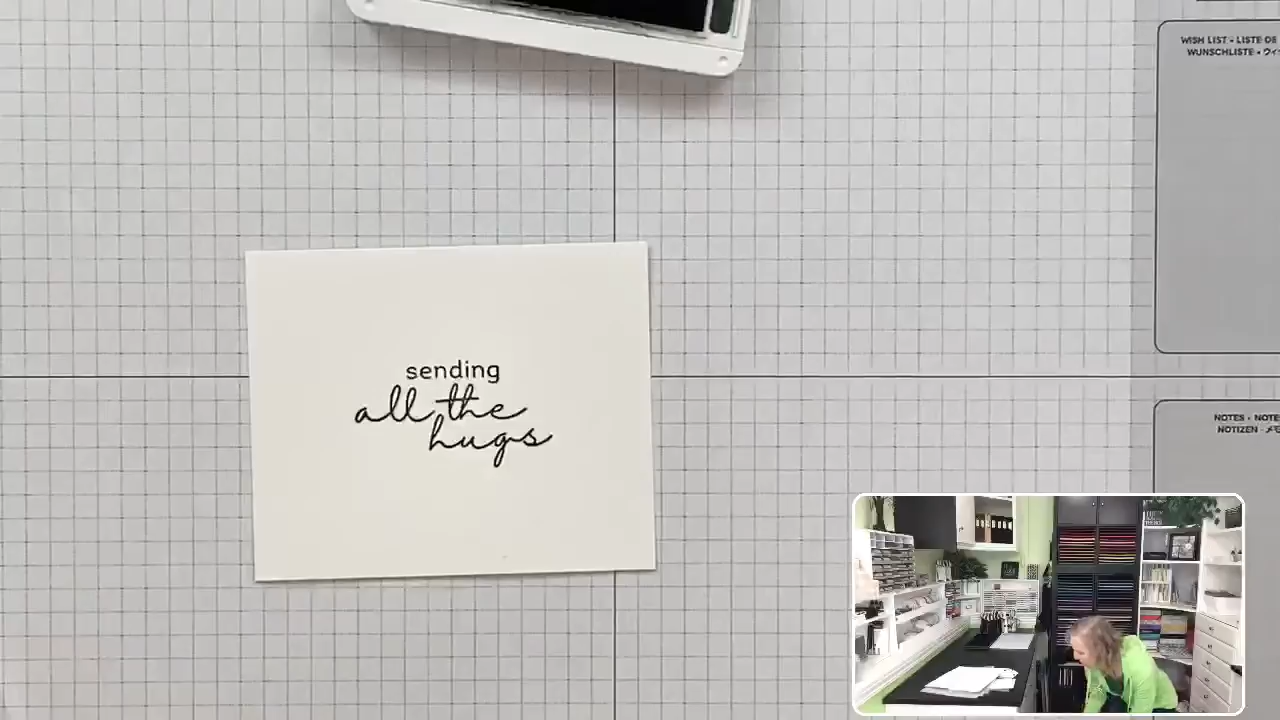 WISH LIST • LISTE DE
WUNSCHLISTE •
sending
all the
hugs
NOTES • NOTE
NOTIZEN •